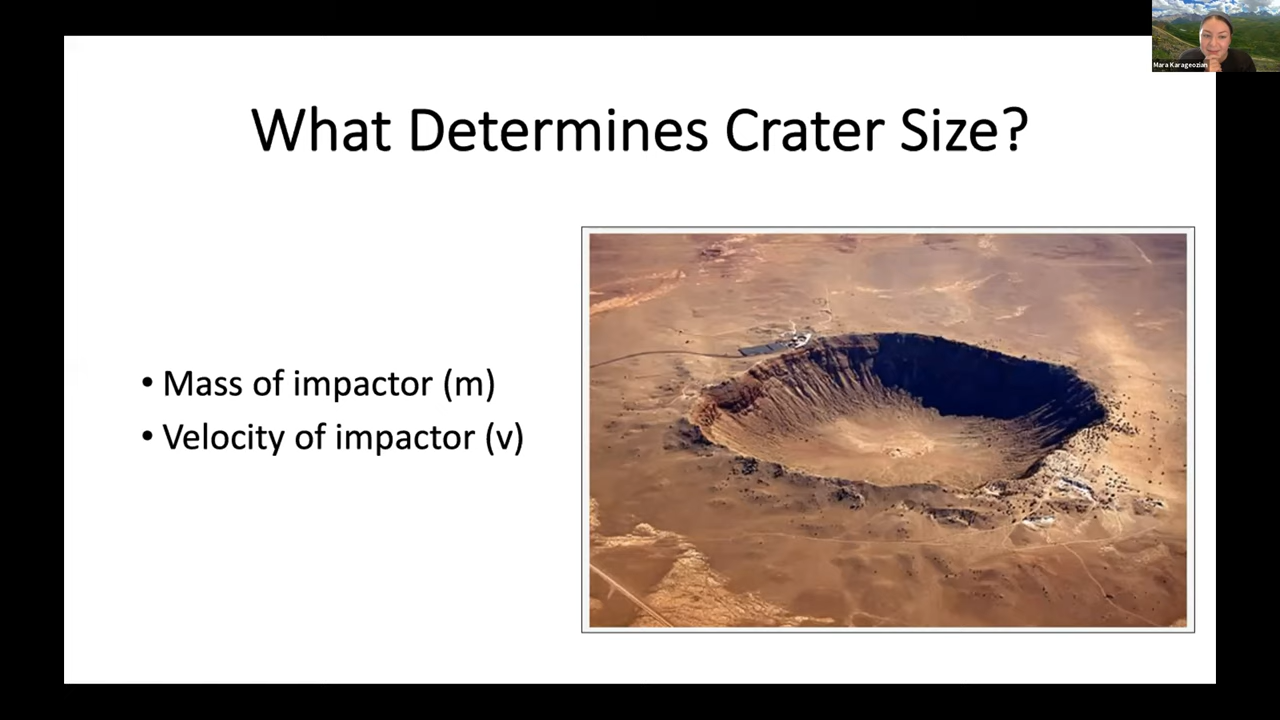 Mara Karageozian
What Determines Crater Size?
• Mass of impactor (m)
• Velocity of impactor (v)